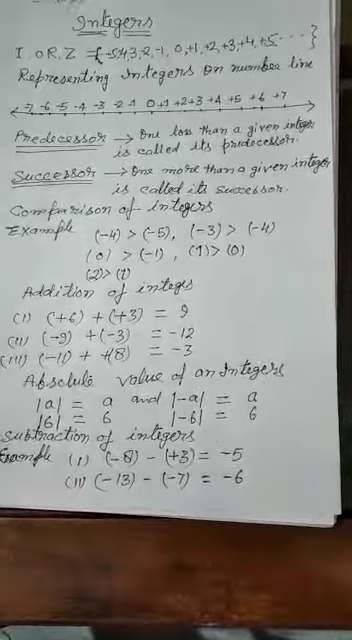 Integers
I. OR. Z = {-5,4,3,-2,-1, 0,+1,+2,+3,+4,+5 ...}
Representing integers on number line
-7 -6 -5 -4 -3 -2 -1 0 +1 +2 +3 +4 +5 +6 +7
Predecessor → One less than a given integer
is called its predecessor.
Successor → One more than a given integer
is called its successor.
Comparison of integers
Example (-4) > (-5), (-3) > (-4)
(0) > (-1), (1) > (0)
(2) > (1)
Addition of integers
(I) (+6) + (+3) = 9
(II) (-9) + (-3) = -12
(III) (-11) + +(8) = -3
Absolute value of an Integers
|a| = a and |-a| = a
|6| = 6 |-6| = 6
Subtraction of integers
Example (I) (-8) - (+3) = -5
(II) (-13) - (-7) = -6